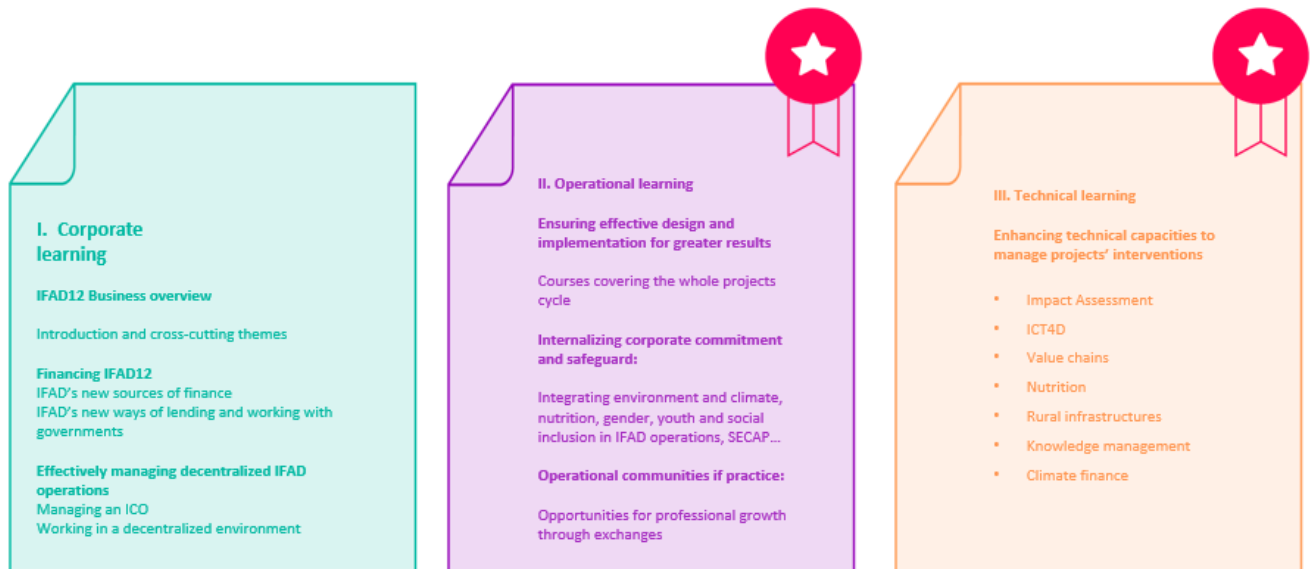 I. Corporate
learning
IFAD12 Business overview
Introduction and cross-cutting themes
Financing IFAD12
IFAD's new sources of finance
IFAD's new ways of lending and working with
governments
Effectively managing decentralized IFAD
operations
Managing an ICO
Working in a decentralized environment
II. Operational learning
Ensuring effective design and
implementation for greater results
Courses covering the whole projects
cycle
Internalizing corporate commitment
and safeguard:
Integrating environment and climate,
nutrition, gender, youth and social
inclusion in IFAD operations, SECAP…
Operational communities if practice:
Opportunities for professional growth
through exchanges
III. Technical learning
Enhancing technical capacities to
manage projects' interventions
▪ Impact Assessment
▪ ICT4D
▪ Value chains
▪ Nutrition
▪ Rural infrastructures
▪ Knowledge management
▪ Climate finance